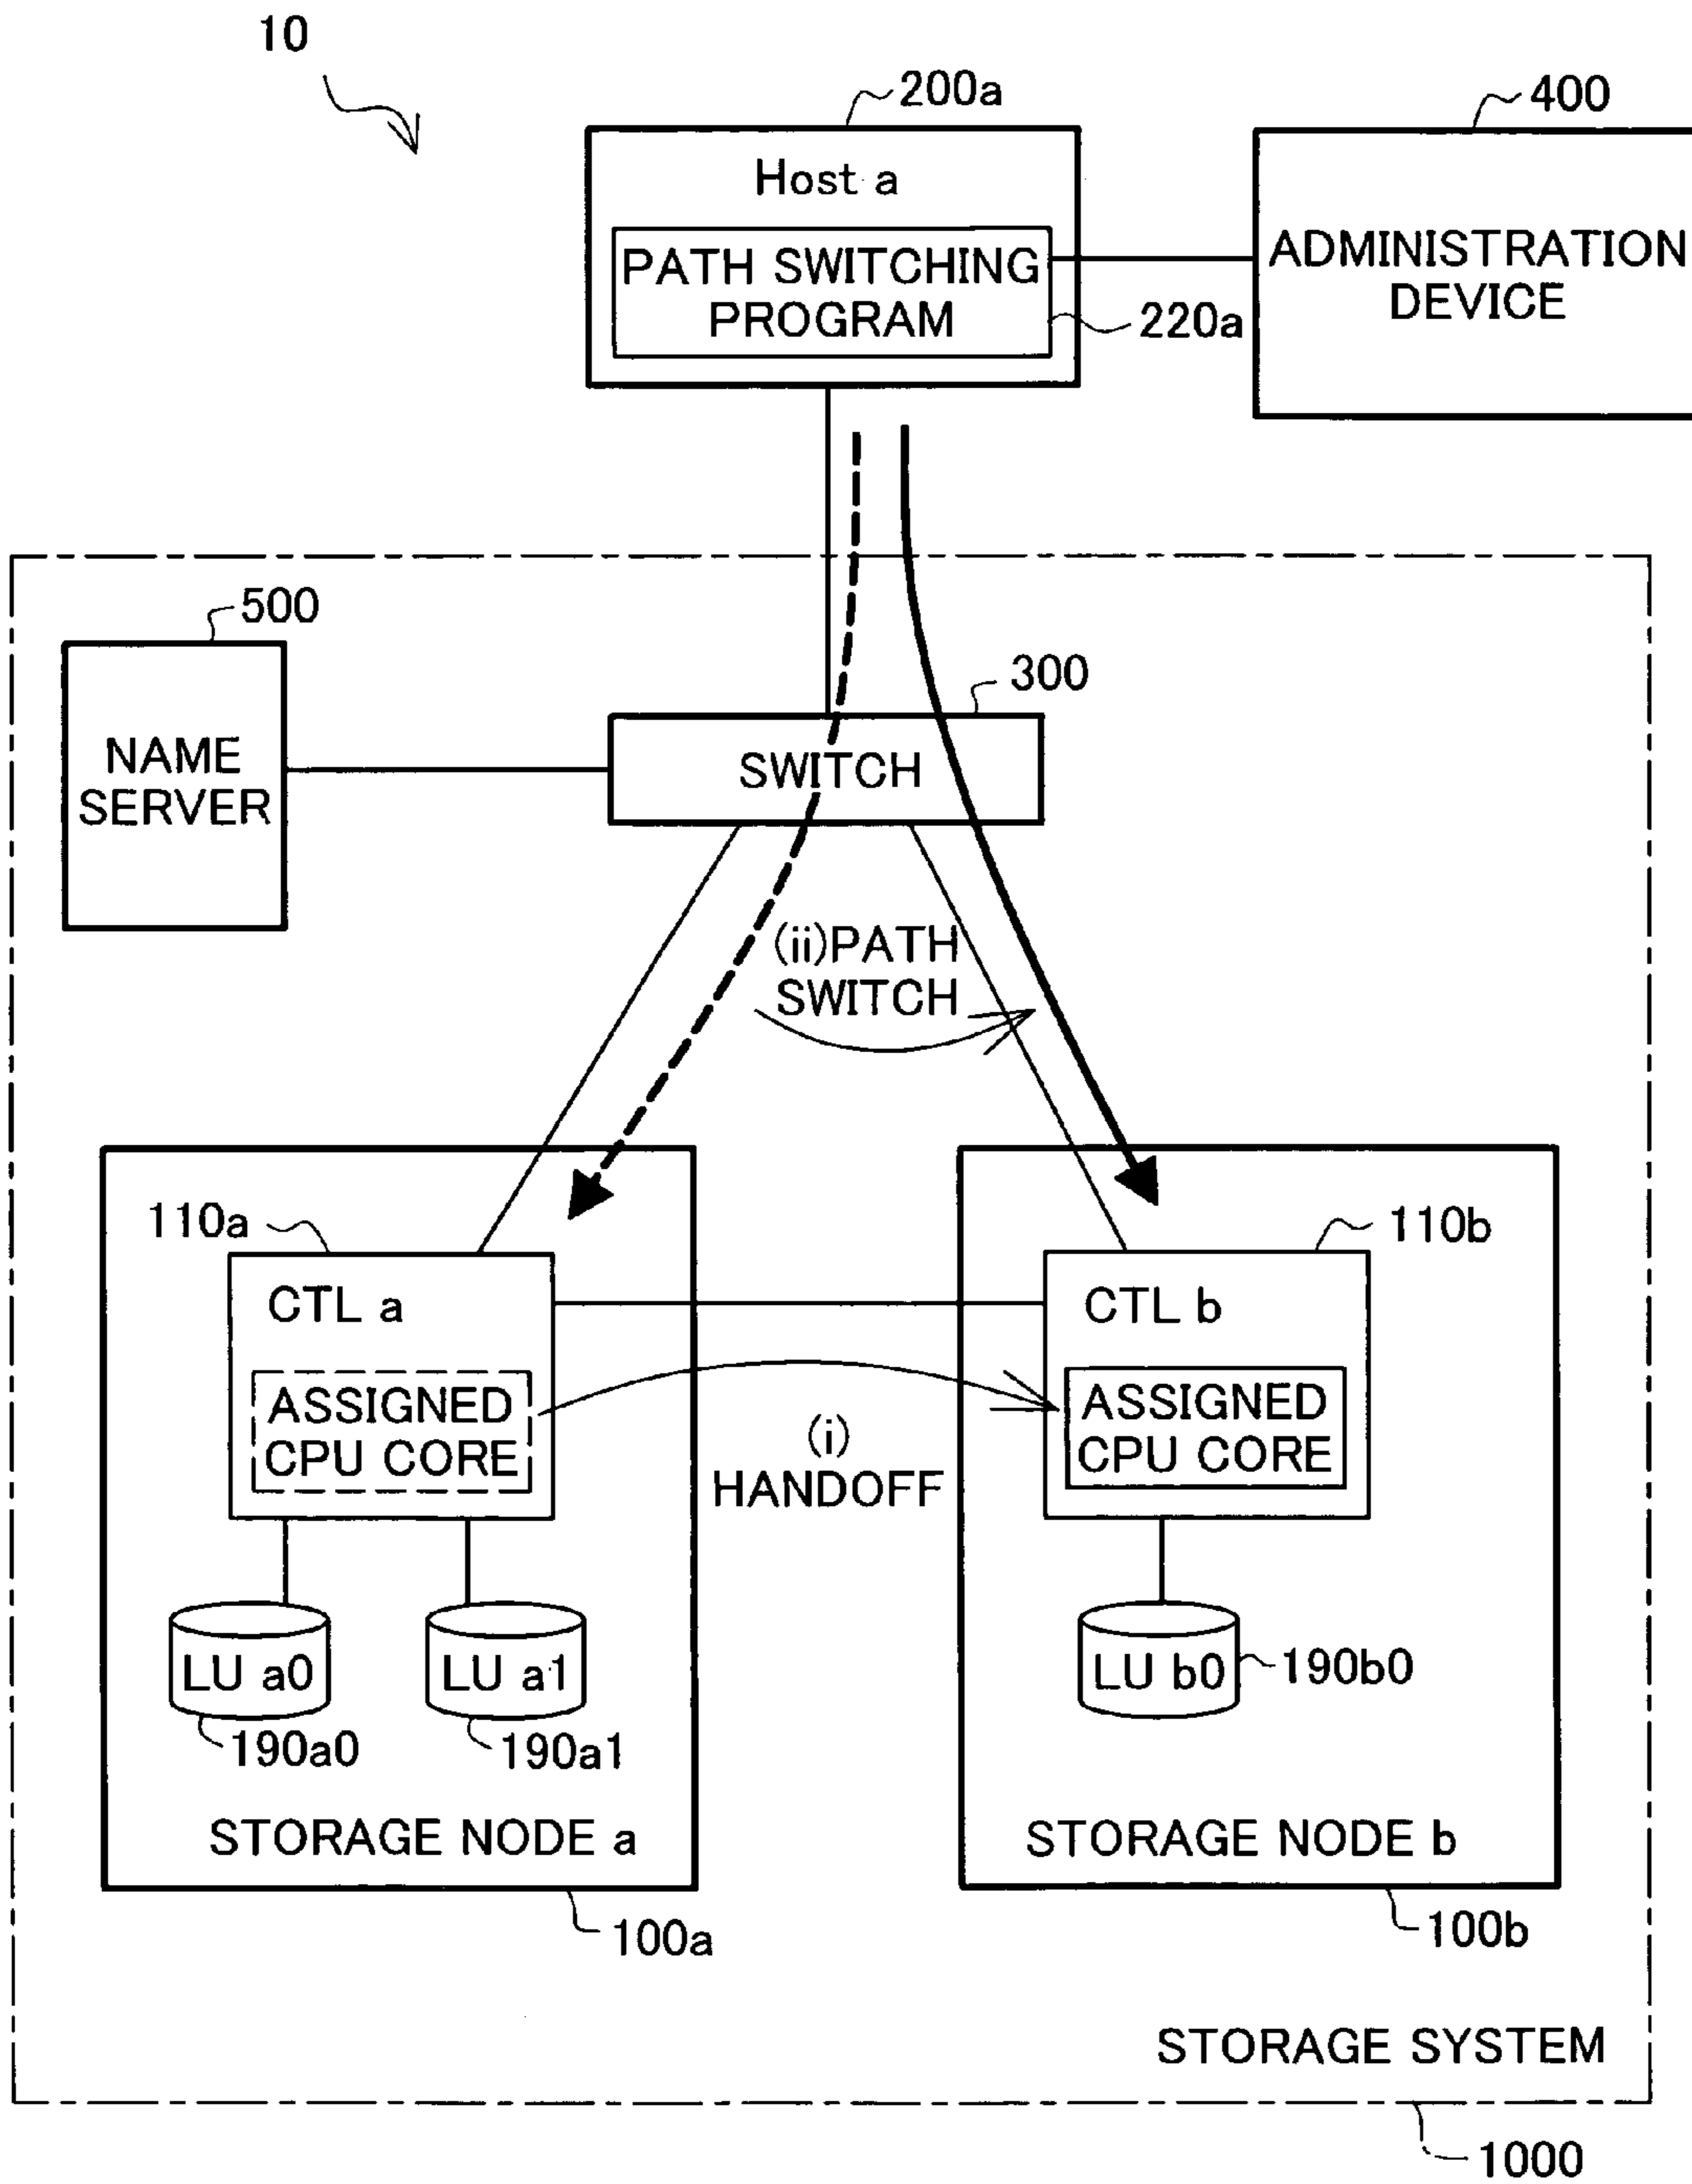 10
200a
400
Host a
PATH SWITCHING
PROGRAM
220a
ADMINISTRATION
DEVICE
500
300
NAME
SERVER
SWITCH
(ii)PATH
SWITCH
110a
110b
CTL a
CTL b
ASSIGNED
CPU CORE
ASSIGNED
CPU CORE
(i)
HANDOFF
LU a0
LU a1
LU b0
190b0
190a0
190a1
STORAGE NODE a
STORAGE NODE b
100a
100b
STORAGE SYSTEM
1000